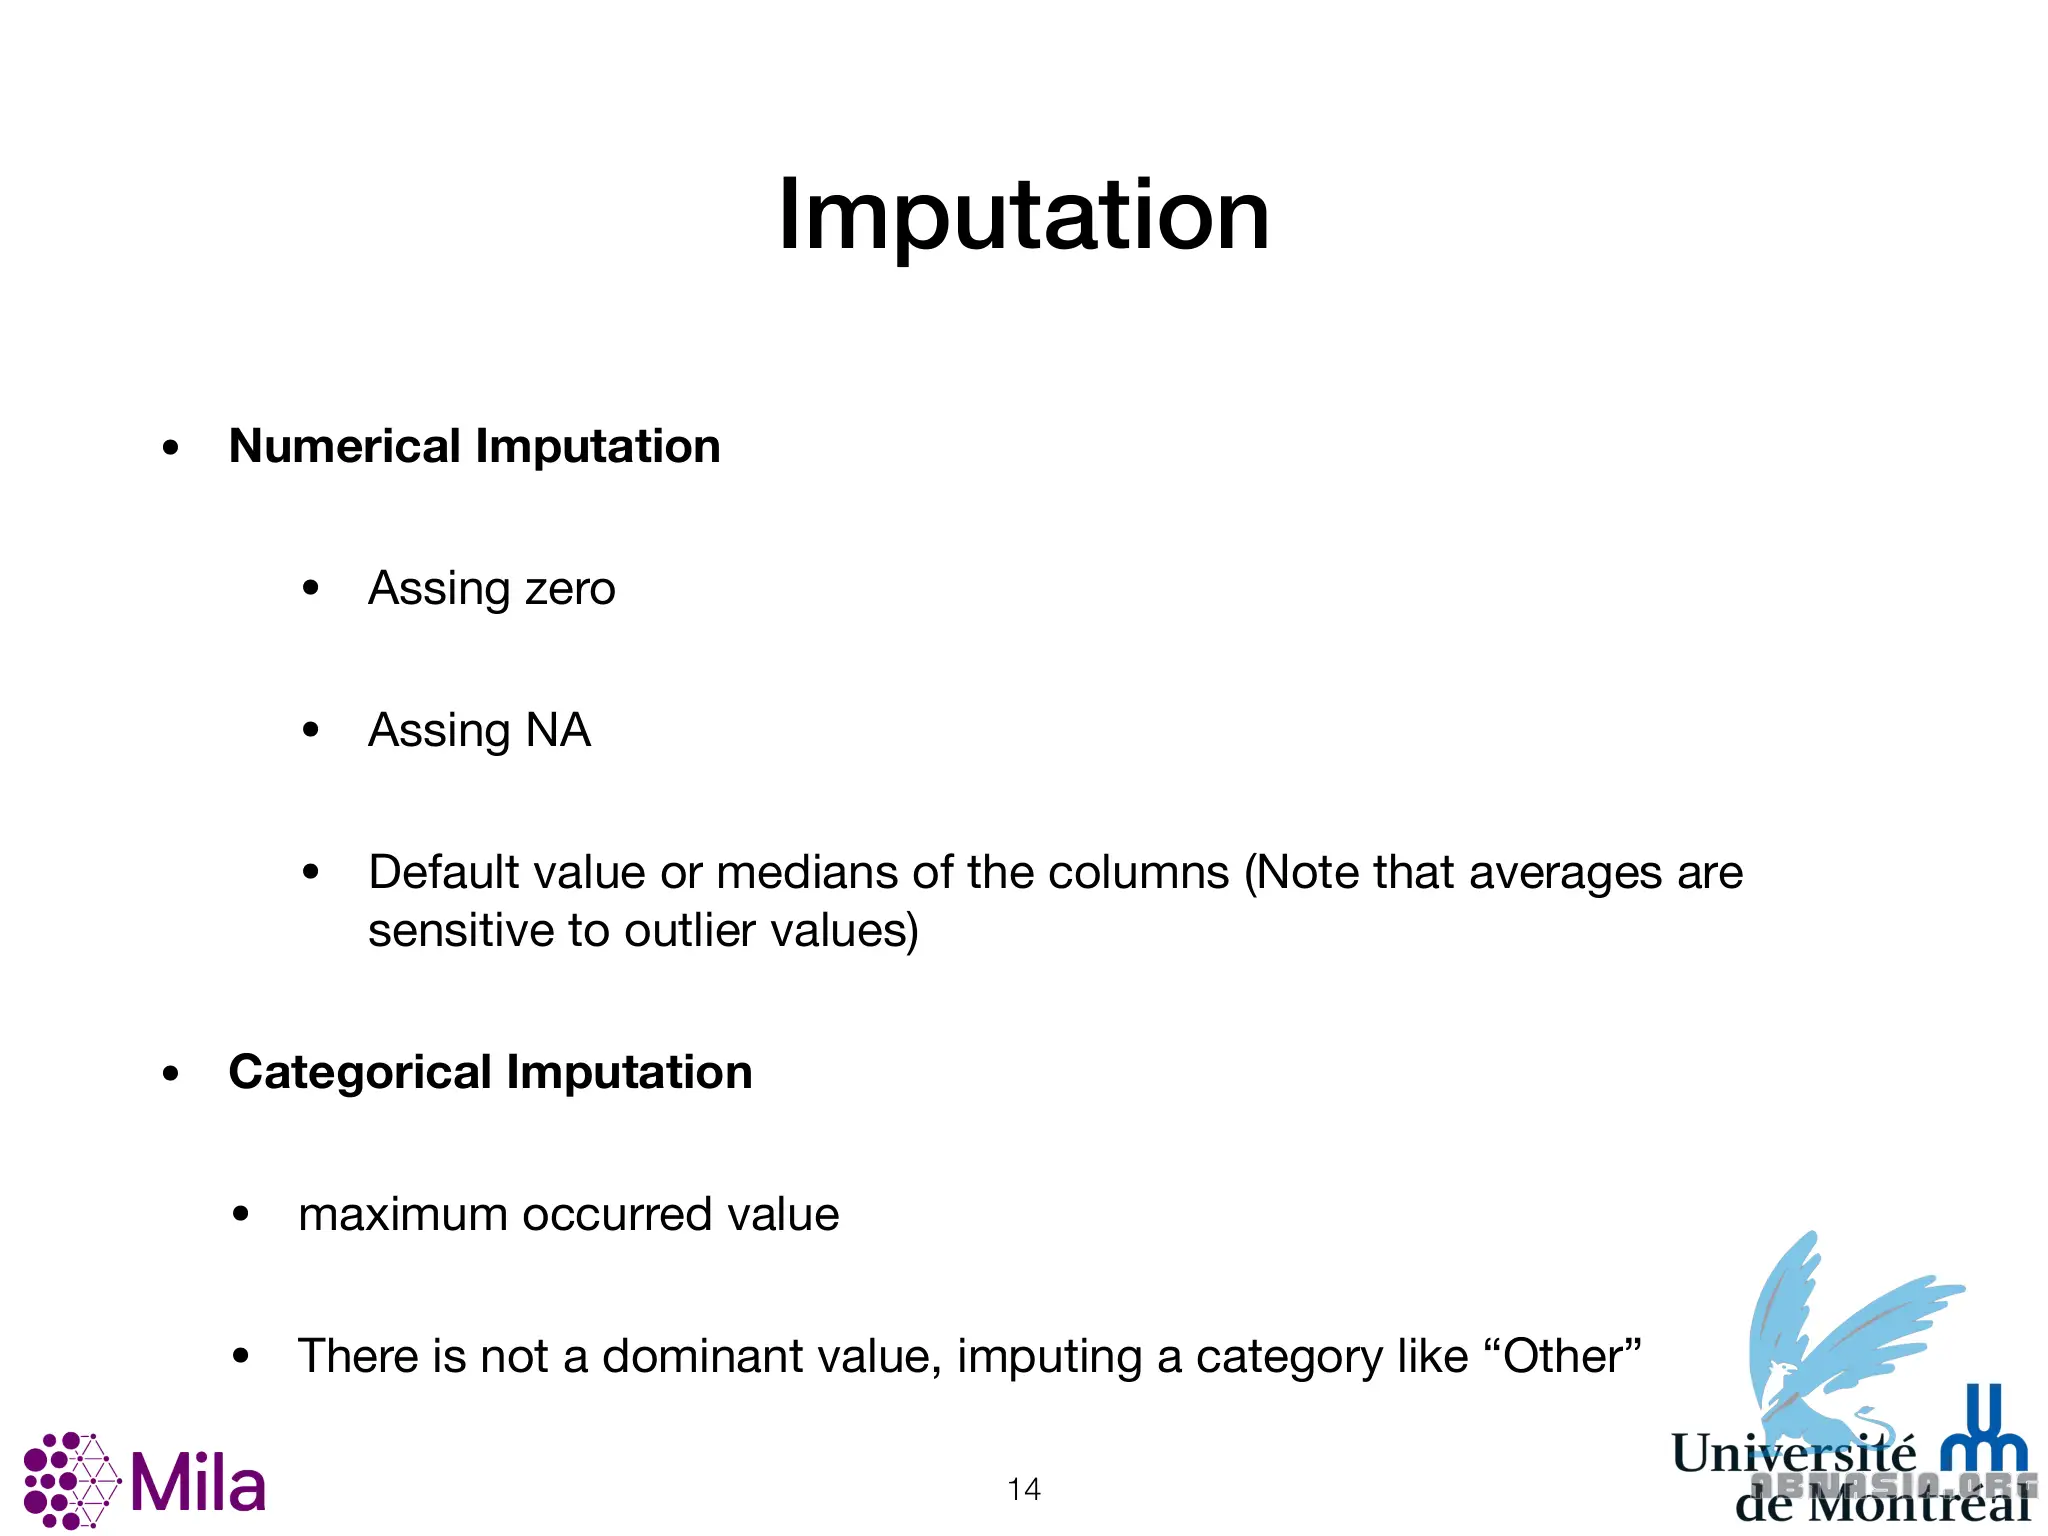 Imputation
• Numerical Imputation
• Assing zero
• Assing NA
• Default value or medians of the columns (Note that averages are
sensitive to outlier values)
• Categorical Imputation
• maximum occurred value
• There is not a dominant value, imputing a category like “Other”
Mila
14
Université
de Montréal
ABNASIA.ORG